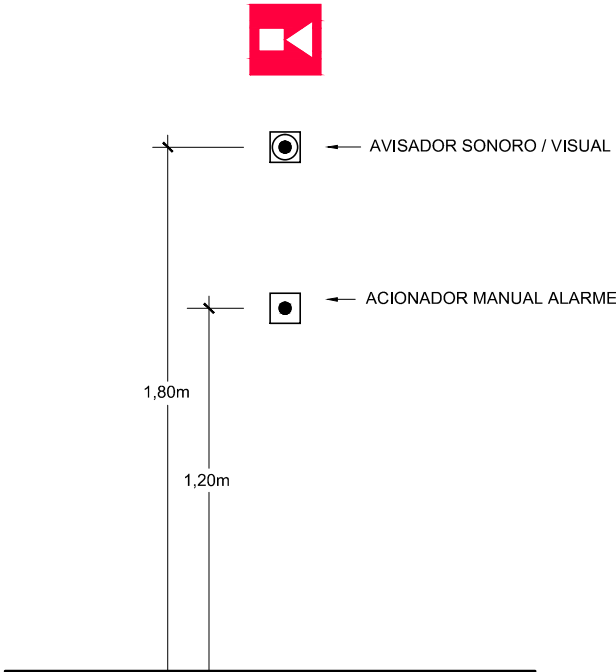 AVISADOR SONORO / VISUAL
ACIONADOR MANUAL ALARME
1,80m
1,20m